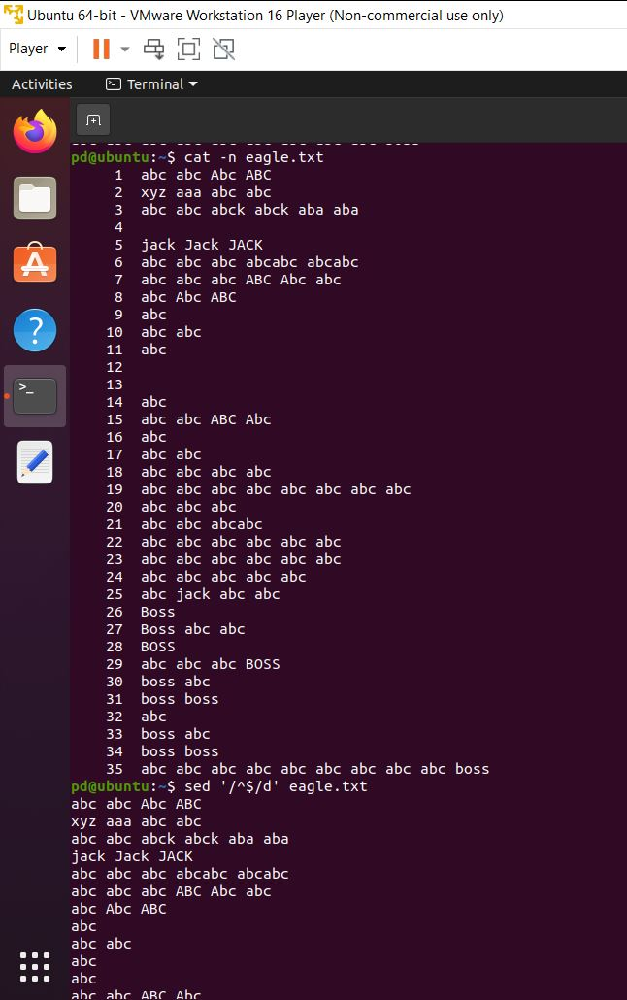 Ubuntu 64-bit - VMware Workstation 16 Player (Non-commercial use only)
Player
Activities Terminal
pd@ubuntu:~$ cat -n eagle.txt
1 abc abc Abc ABC
2 xyz aaa abc abc
3 abc abc abck abck aba aba
4
5 jack Jack JACK
6 abc abc abc abcabc abcabc
7 abc abc abc ABC Abc abc
8 abc Abc ABC
9 abc
10 abc abc
11 abc
12
13
14 abc
15 abc abc ABC Abc
16 abc
17 abc abc
18 abc abc abc abc
19 abc abc abc abc abc abc abc abc
20 abc abc abc
21 abc abc abcabc
22 abc abc abc abc abc abc
23 abc abc abc abc abc abc
24 abc abc abc abc abc
25 abc jack abc abc
26 Boss
27 Boss abc abc
28 BOSS
29 abc abc abc BOSS
30 boss abc
31 boss boss
32 abc
33 boss abc
34 boss boss
35 abc abc abc abc abc abc abc abc abc boss
pd@ubuntu:~$ sed '/^$/d' eagle.txt
abc abc Abc ABC
xyz aaa abc abc
abc abc abck abck aba aba
jack Jack JACK
abc abc abc abcabc abcabc
abc abc abc ABC Abc abc
abc Abc ABC
abc
abc abc
abc
abc
abc abc ABC Abc